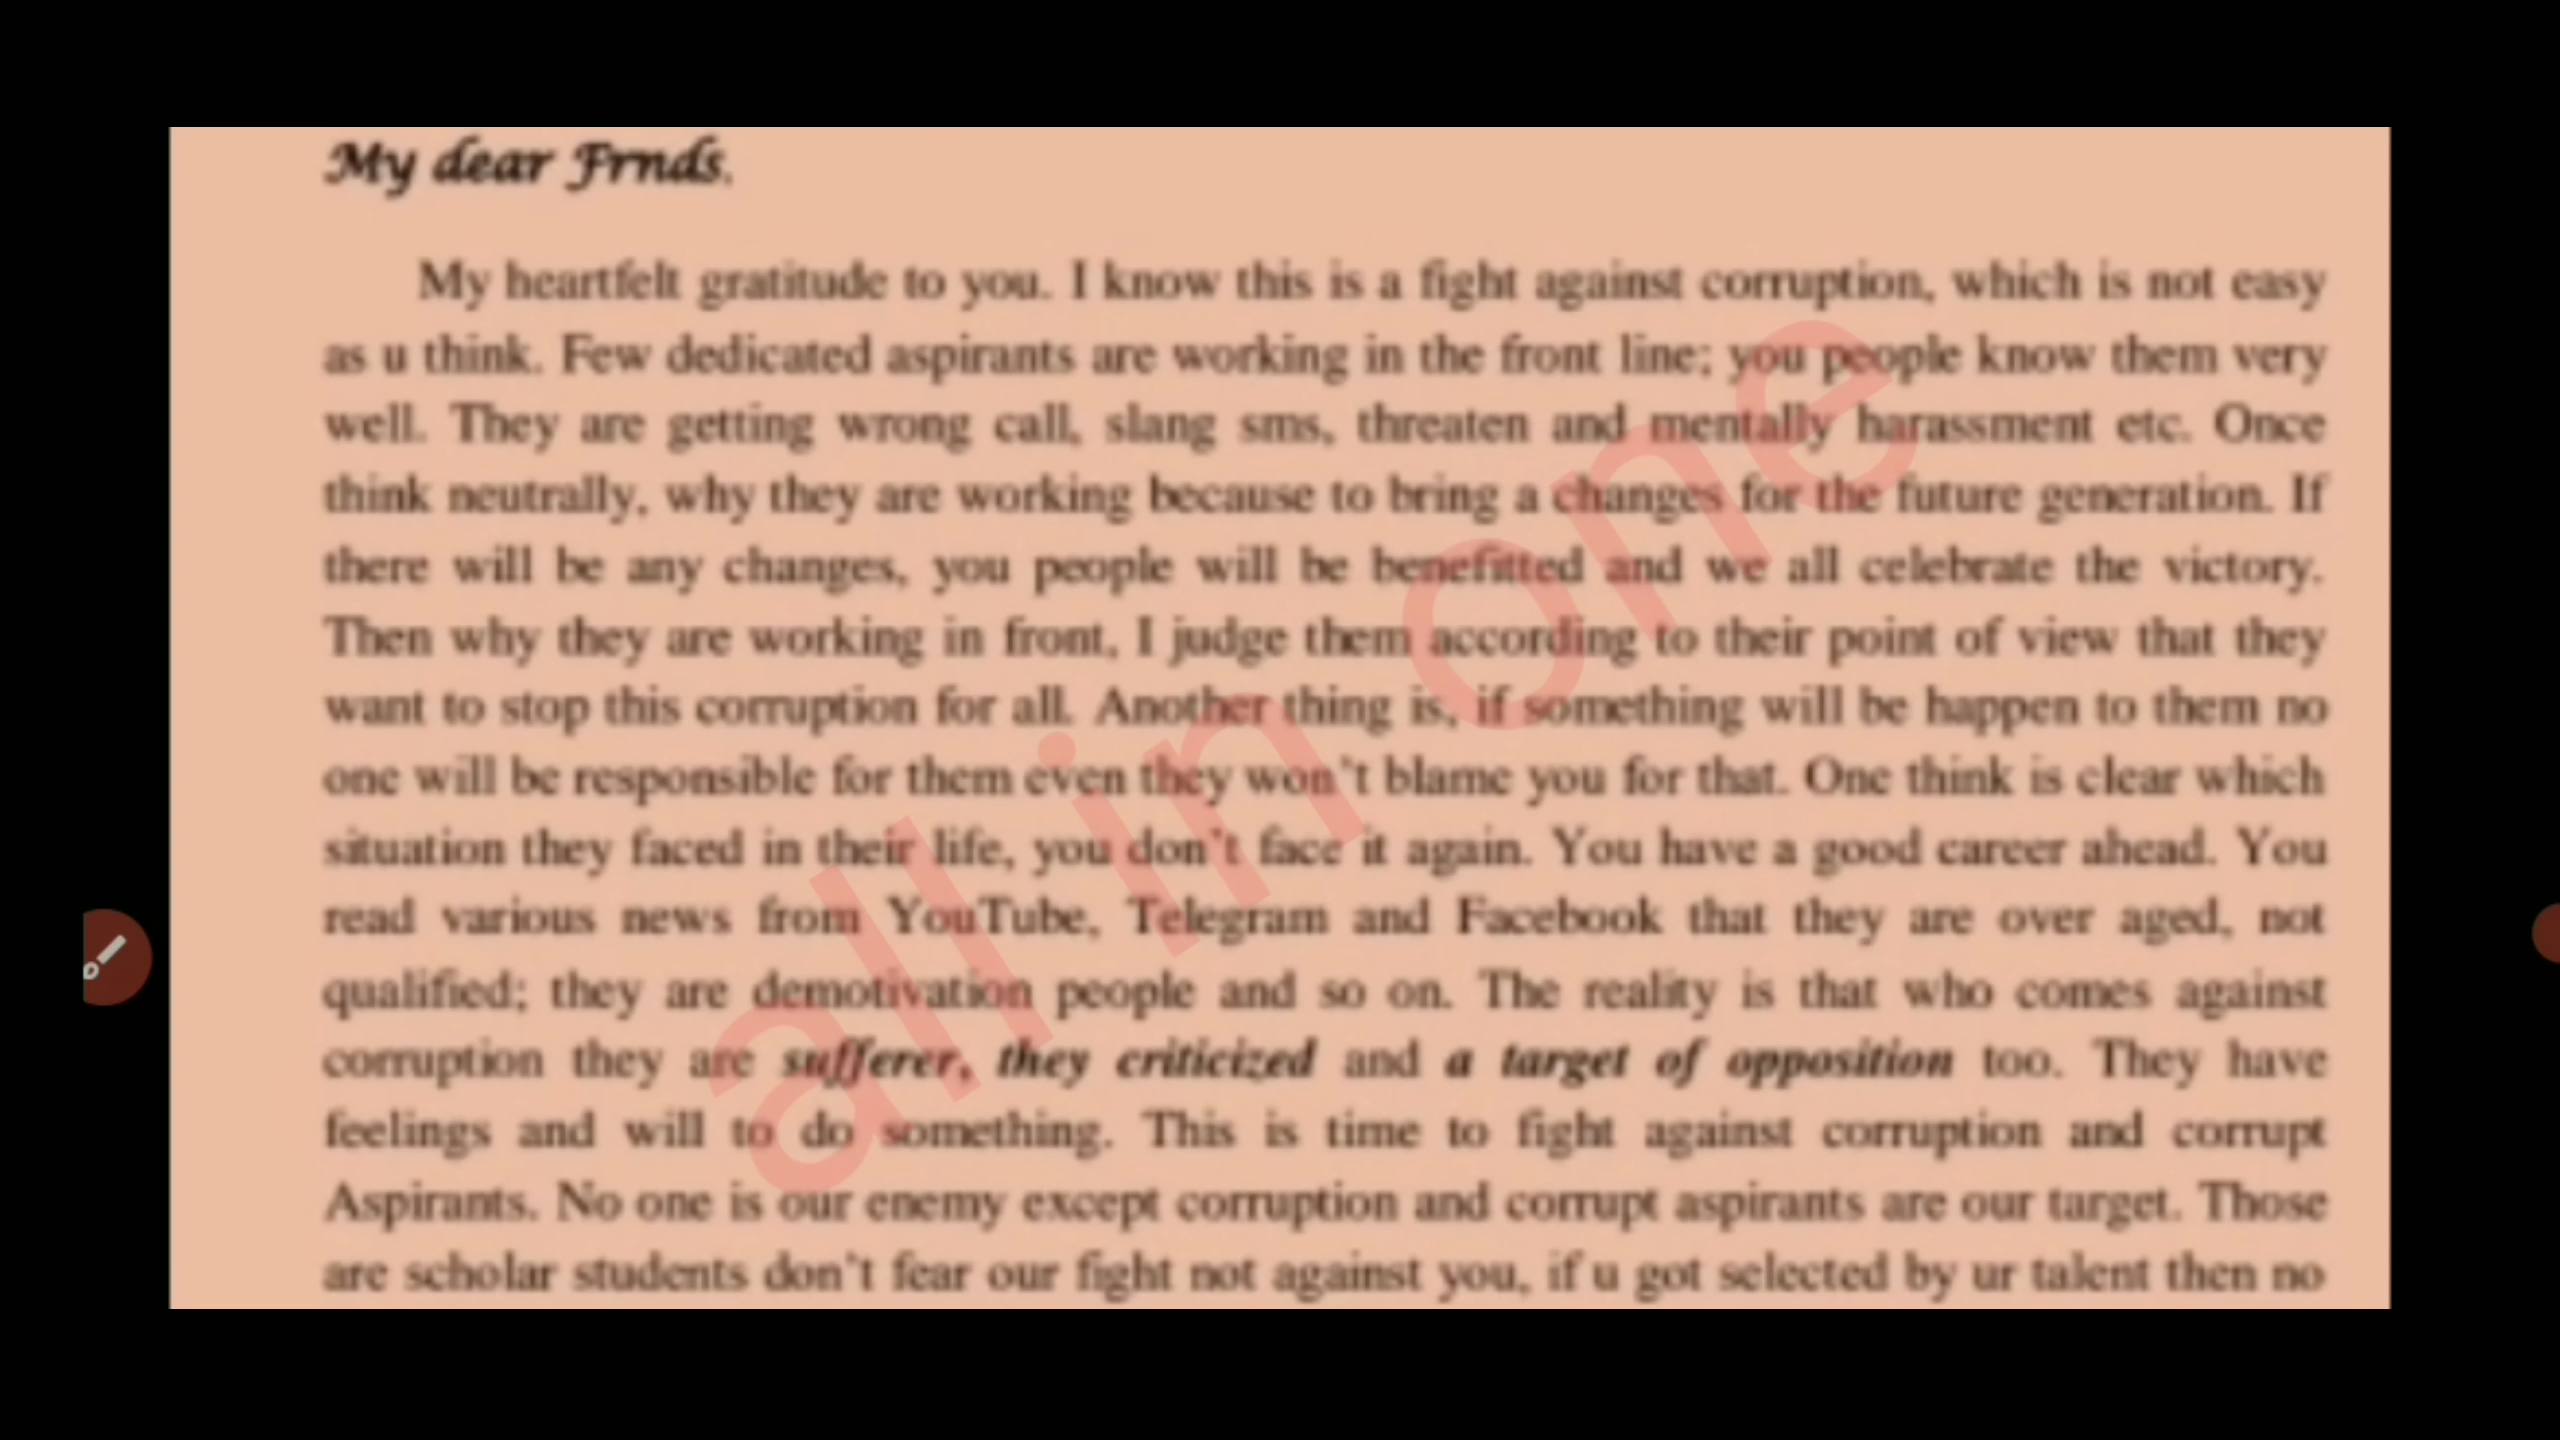 My dear Frnds,
My heartfelt gratitude to you. I know this is a fight against corruption, which is not easy
as u think. Few dedicated aspirants are working in the front line; you people know them very
well. They are getting wrong call, slang sms, threaten and mentally harassment etc. Once
think neutrally, why they are working because to bring a changes for the future generation. If
there will be any changes, you people will be benefitted and we all celebrate the victory.
Then why they are working in front, I judge them according to their point of view that they
want to stop this corruption for all. Another thing is, if something will be happen to them no
one will be responsible for them even they won't blame you for that. One think is clear which
situation they faced in their life, you don't face it again. You have a good career ahead. You
read various news from YouTube, Telegram and Facebook that they are over aged, not
qualified; they are demotivation people and so on. The reality is that who comes against
corruption they are sufferer, they criticized and a target of opposition too. They have
feelings and will to do something. This is time to fight against corruption and corrupt
Aspirants. No one is our enemy except corruption and corrupt aspirants are our target. Those
are scholar students don't fear our fight not against you, if u got selected by ur talent then no
all in one